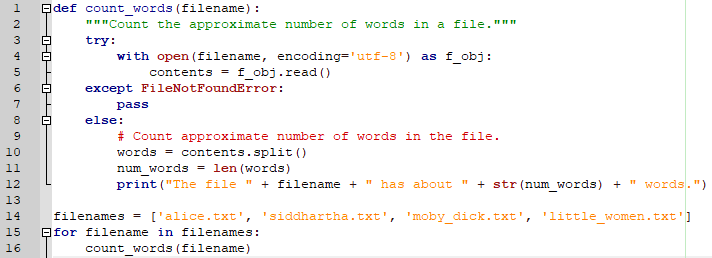 1 def count_words(filename):
2     """Count the approximate number of words in a file."""
3     try:
4         with open(filename, encoding='utf-8') as f_obj:
5             contents = f_obj.read()
6     except FileNotFoundError:
7         pass
8     else:
9         # Count approximate number of words in the file.
10         words = contents.split()
11         num_words = len(words)
12         print("The file " + filename + " has about " + str(num_words) + " words.")
13
14 filenames = ['alice.txt', 'siddhartha.txt', 'moby_dick.txt', 'little_women.txt']
15 for filename in filenames:
16     count_words(filename)